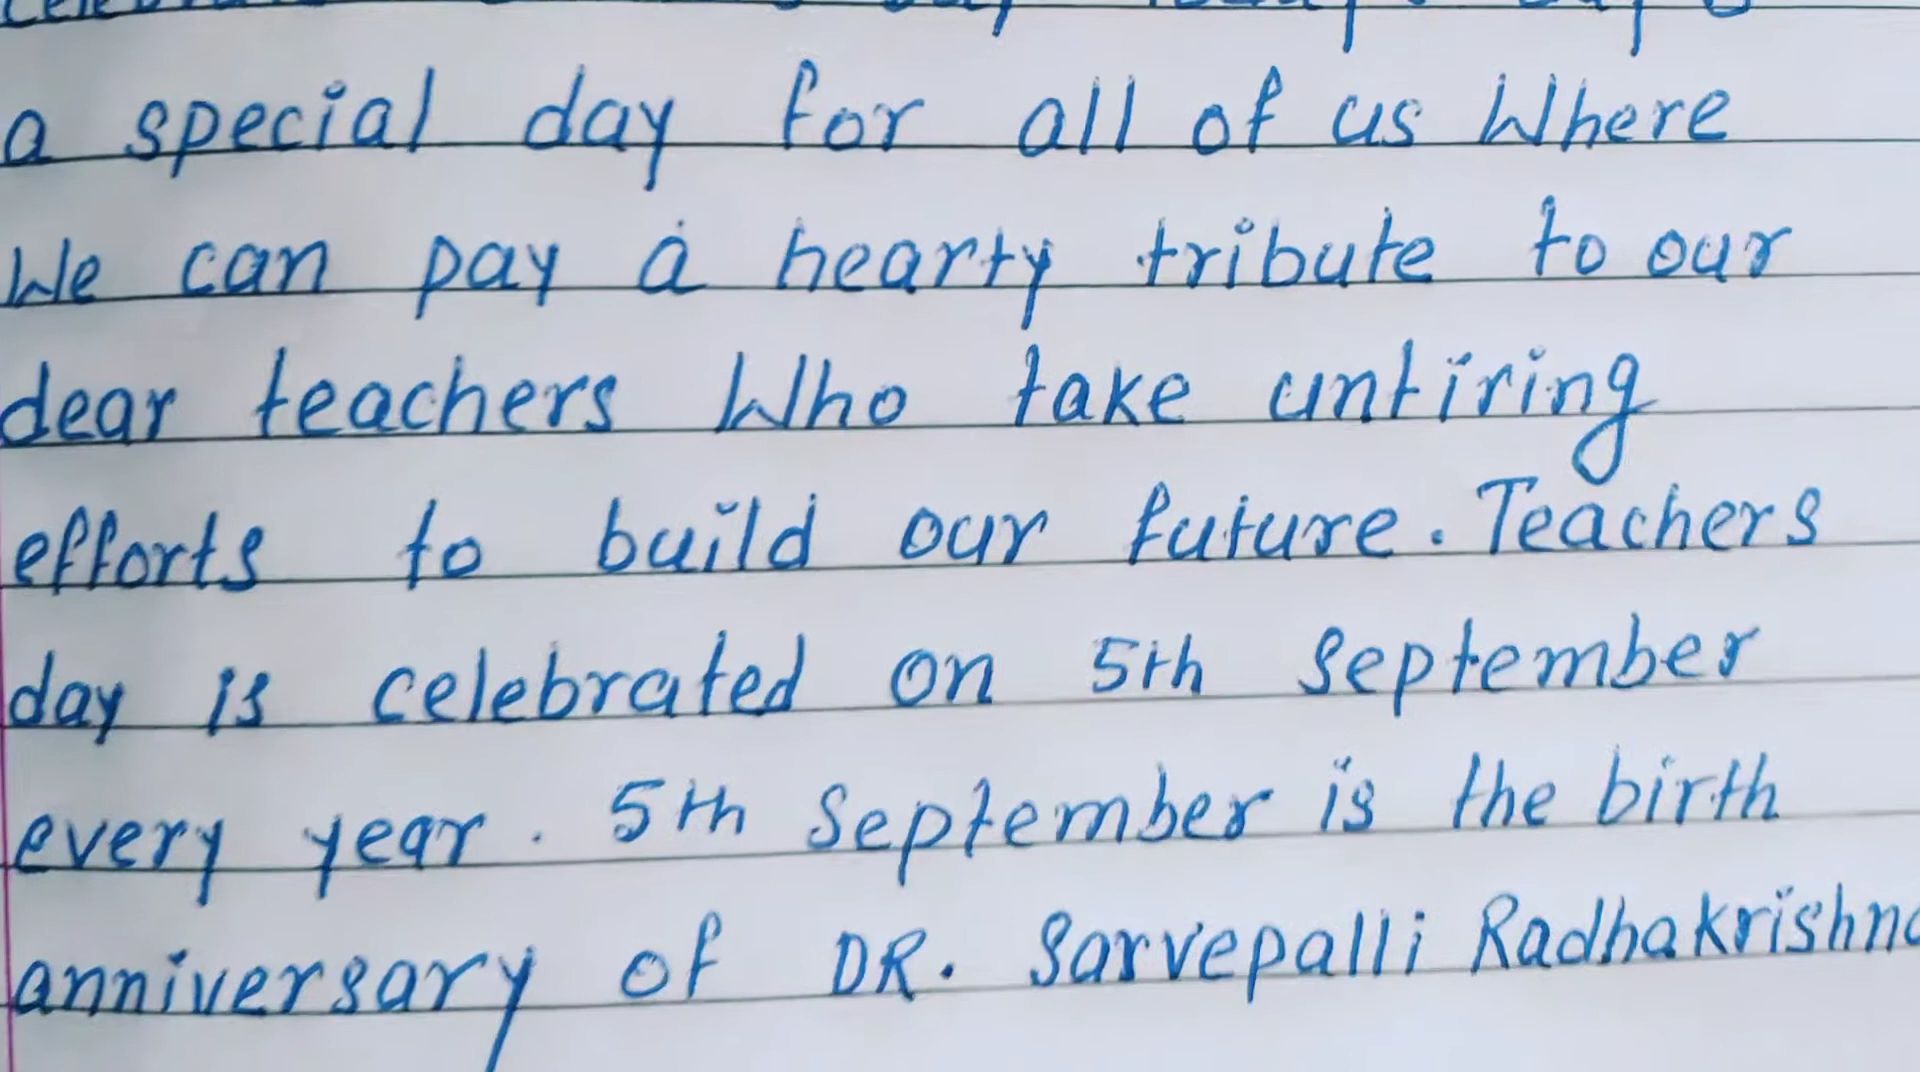 a special day for all of us Where
We can pay a hearty tribute to our
dear teachers Who take untiring
efforts to build our future. Teachers
day is celebrated on 5th September
every year. 5th September is the birth
anniversary of DR. Sarvepalli Radhakrishna